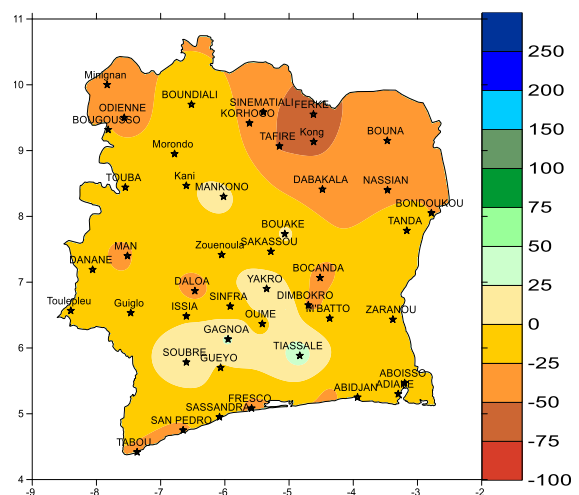 11
10
9
8
7
6
5
4
-9 -8 -7 -6 -5 -4 -3 -2
Minignan
ODIENNE
BOUGOUSSO
BOUNDIALI
SINEMATIALI
FERKE
KORHOGO
TAFIRE
Kong
BOUNA
Morondo
TOUBA
Kani
MANKONO
DABAKALA
NASSIAN
BONDOUKOU
TANDA
BOUAKE
SAKASSOU
Zouenoula
MAN
DANANE
BOCANDA
YAKRO
DALOA
DIMBOKRO
M'BATTO
SINFRA
Toulepleu
Guiglo
ISSIA
OUME
ZARANOU
GAGNOA
TIASSALE
SOUBRE
GUEYO
ABOISSO
ADIAKE
ABIDJAN
FRESCO
SASSANDRA
SAN PEDRO
TABOU
250
200
150
100
75
50
25
0
-25
-50
-75
-100